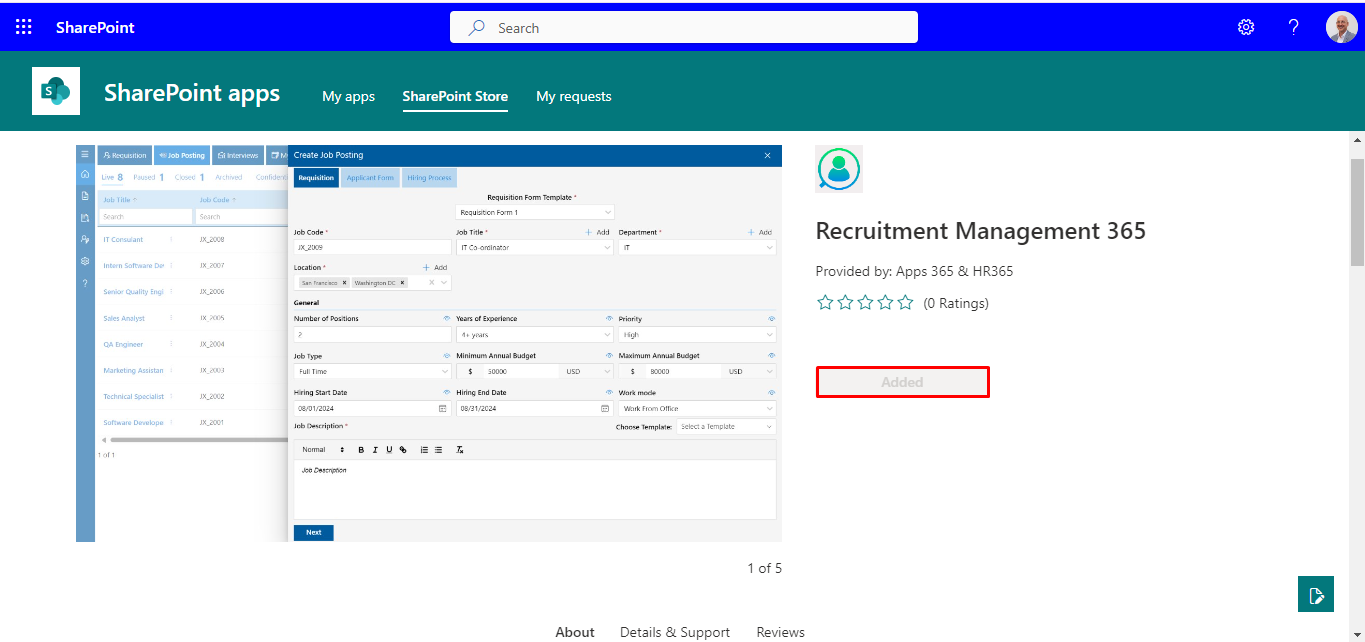 SharePoint
Search
SharePoint apps
My apps
SharePoint Store
My requests
Requisition
Job Posting
Interviews
Live 8 Paused 1 Closed 1 Archived
Job Title
Job Code
Search
Search
IT Consulant JX_2008
Intern Software De JX_2007
Senior Quality Engi JX_2006
Sales Analyst JX_2005
QA Engineer JX_2004
Marketing Assistan JX_2003
Technical Specialist JX_2002
Software Develope JX_2001
1 of 1
Create Job Posting
Requisition Applicant Form Hiring Process
Requisition Form Template *
Requisition Form 1
Job Code * Job Title * + Add Department * + Add
JX_2009 IT Co-ordinator IT
Location * + Add
San Francisco x Washington DC x
General
Number of Positions Years of Experience Priority
2 4+ years High
Job Type Minimum Annual Budget Maximum Annual Budget
Full Time $ 50000 USD $ 80000 USD
Hiring Start Date Hiring End Date Work mode
08/01/2024 08/31/2024 Work From Office
Job Description * Choose Template: Select a Template
Normal B I U
Job Description
Next
1 of 5
Recruitment Management 365
Provided by: Apps 365 & HR365
(0 Ratings)
Added
About Details & Support Reviews